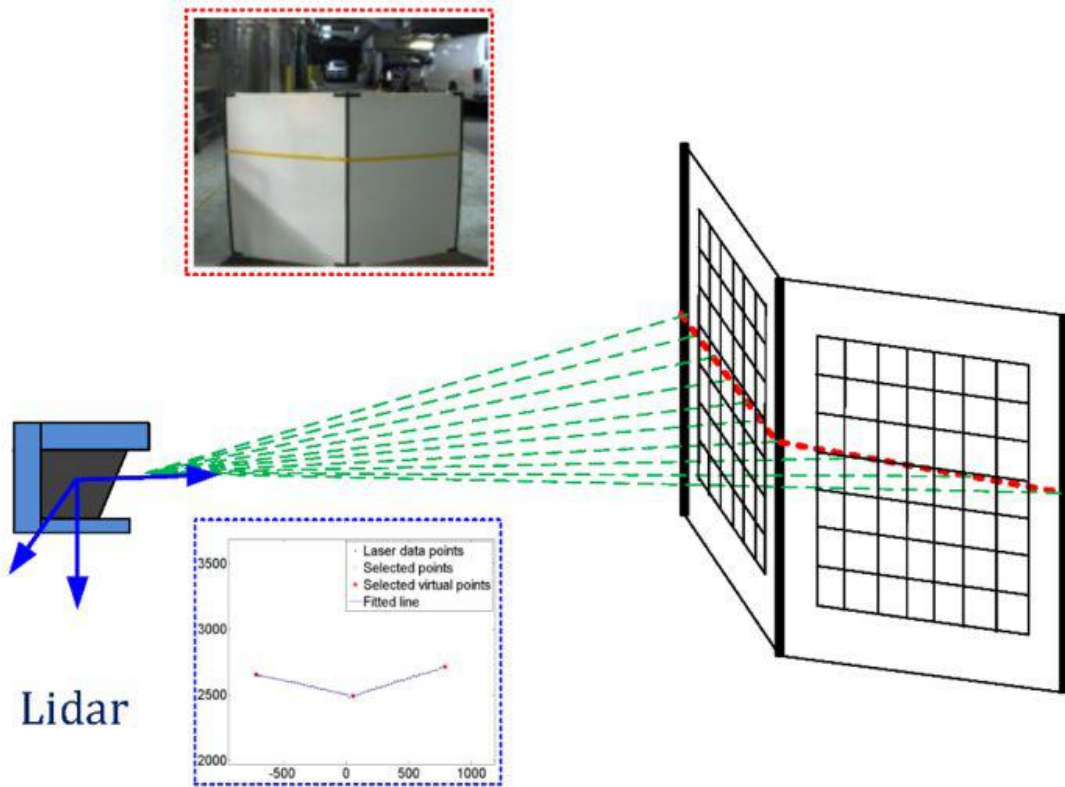 3500
3000
2500
2000
-500
0
500
1000
Laser data points
Selected points
Selected virtual points
Fitted line
Lidar